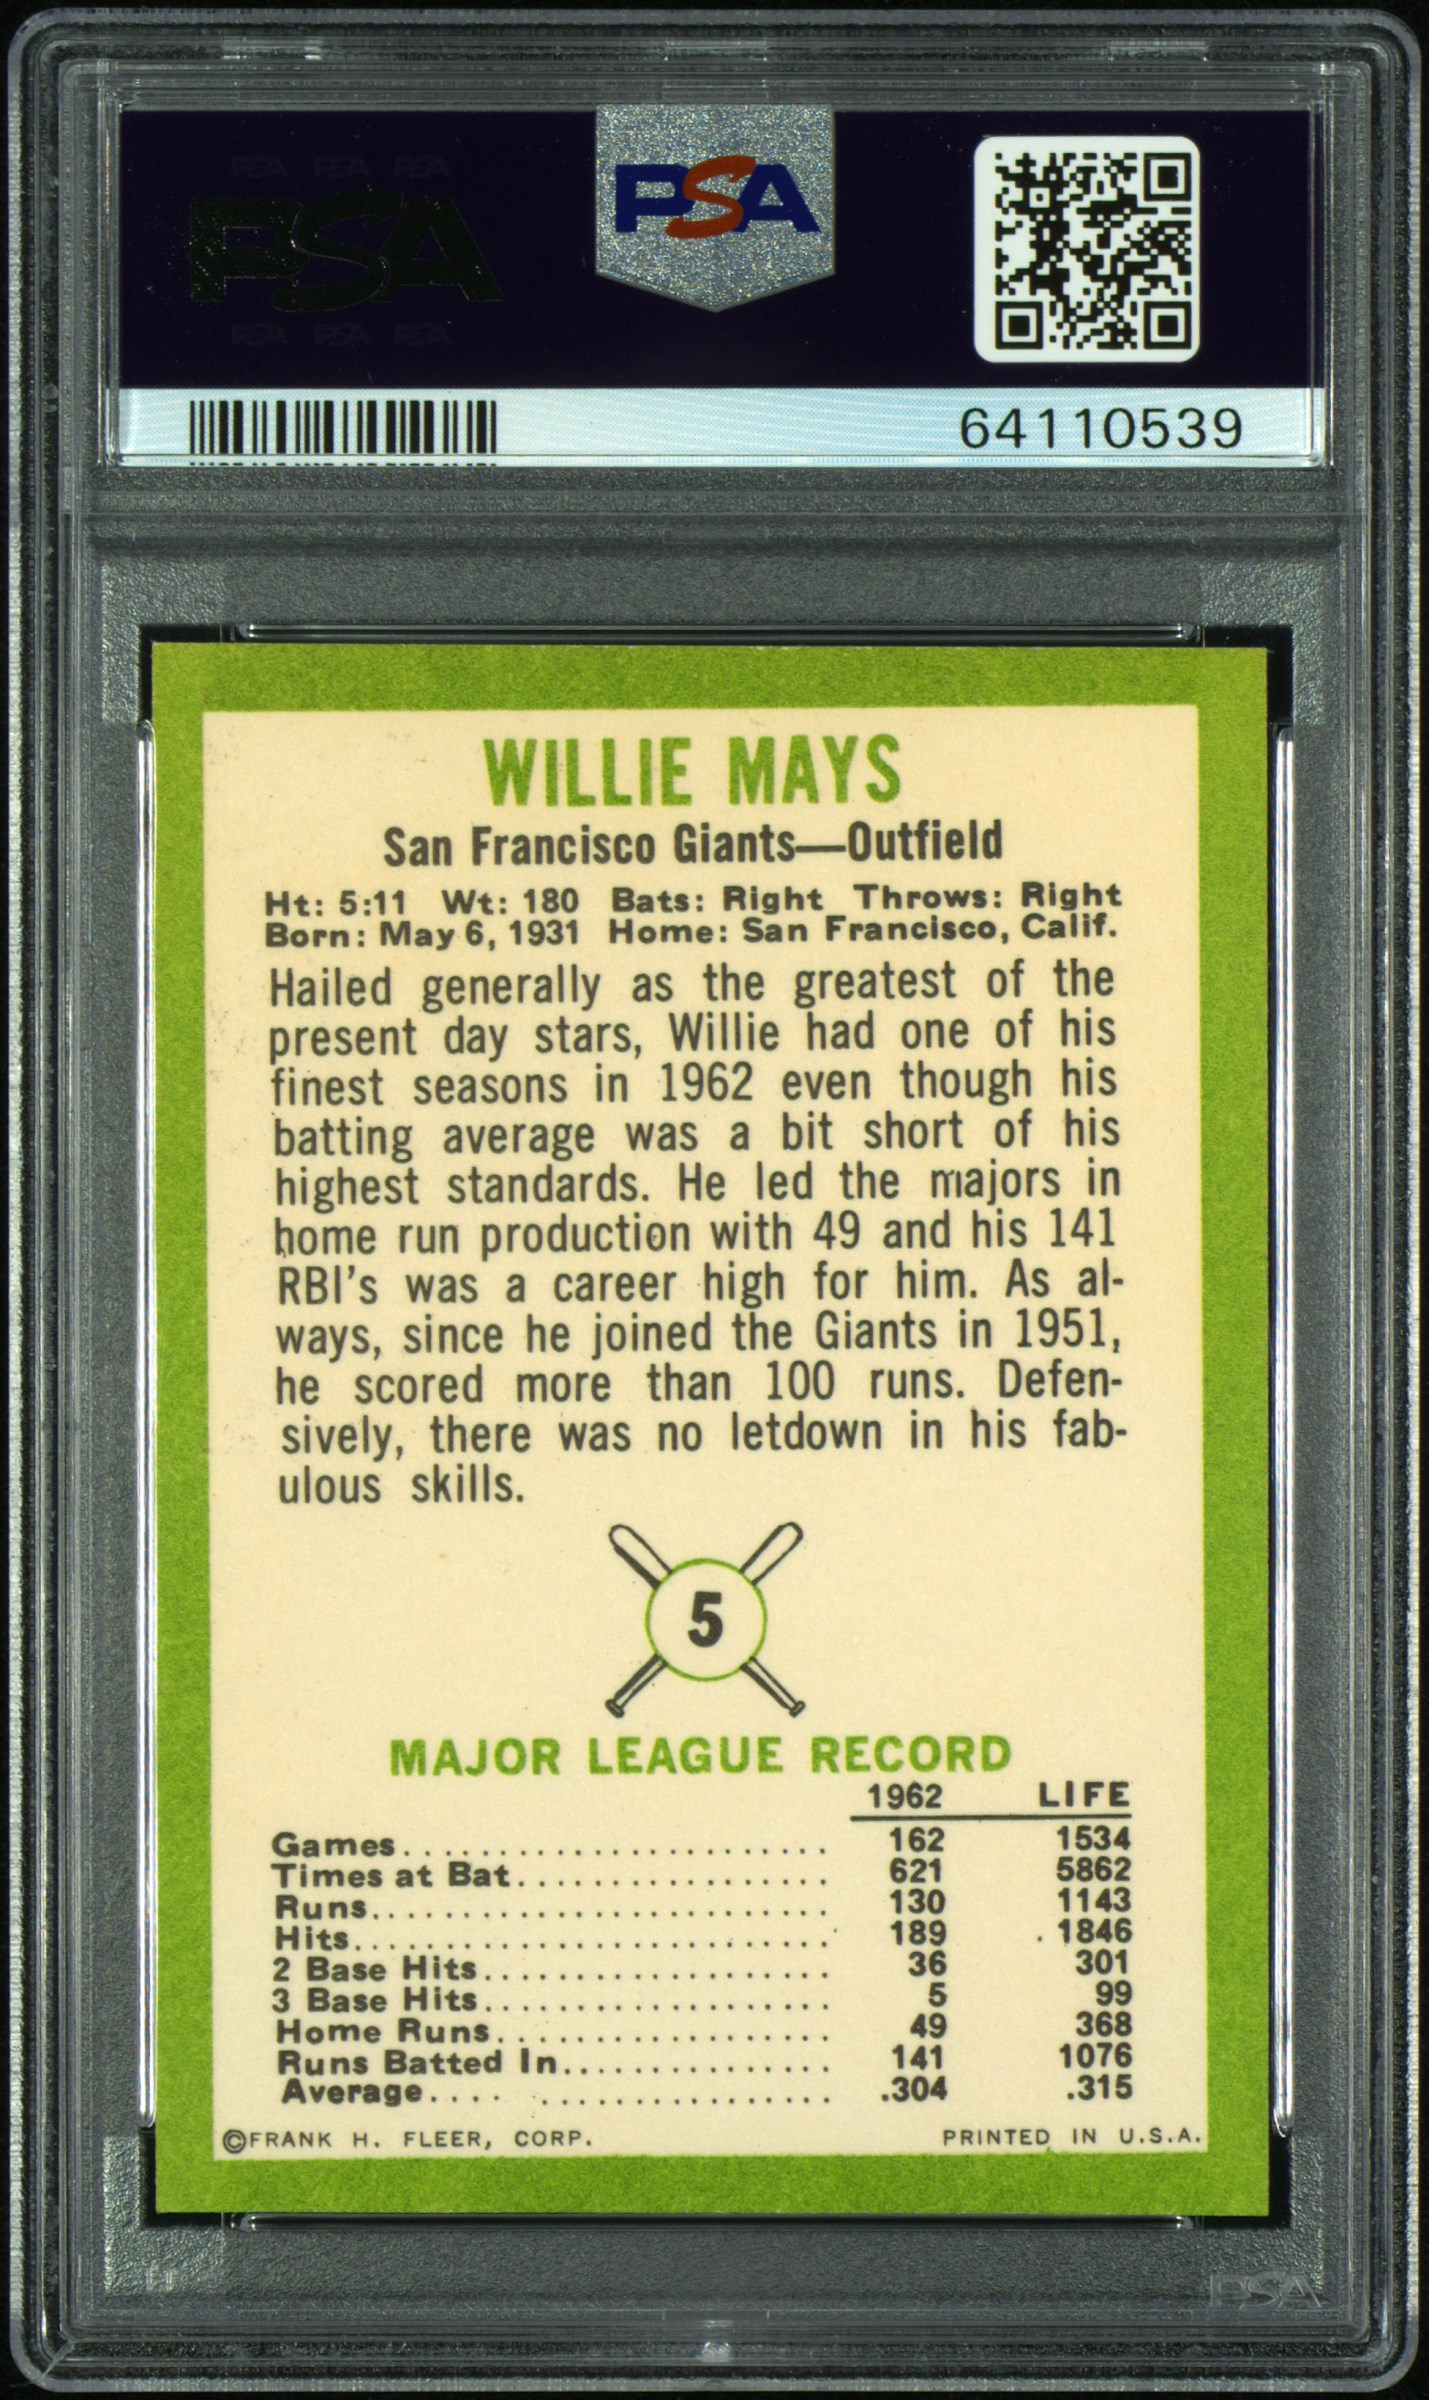 PSA PSA PSA
PSA
PSA PSA PSA
PSA
64110539
WILLIE MAYS
San Francisco Giants—Outfield
Ht: 5:11 Wt: 180 Bats: Right Throws: Right
Born: May 6, 1931 Home: San Francisco, Calif.
Hailed generally as the greatest of the
present day stars, Willie had one of his
finest seasons in 1962 even though his
batting average was a bit short of his
highest standards. He led the majors in
home run production with 49 and his 141
RBI's was a career high for him. As al-
ways, since he joined the Giants in 1951,
he scored more than 100 runs. Defen-
sively, there was no letdown in his fab-
ulous skills.
5
MAJOR LEAGUE RECORD
1962 LIFE
Games........................ 162 1534
Times at Bat................. 621 5862
Runs......................... 130 1143
Hits.......................... 189 1846
2 Base Hits................... 36 301
3 Base Hits................... 5 99
Home Runs.................. 49 368
Runs Batted In.............. 141 1076
Average.... ................ .304 .315
©FRANK H. FLEER, CORP. PRINTED IN U.S.A.
PSA